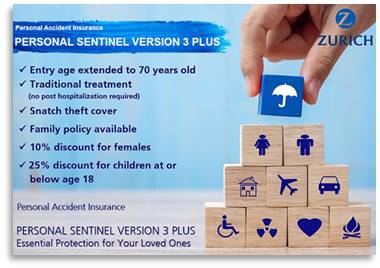 Personal Accident Insurance
PERSONAL SENTINEL VERSION 3 PLUS
ZURICH
✓ Entry age extended to 70 years old
✓ Traditional treatment
(no post hospitalization required)
✓ Snatch theft cover
✓ Family policy available
✓ 10% discount for females
✓ 25% discount for children at or
below age 18
Personal Accident Insurance
PERSONAL SENTINEL VERSION 3 PLUS
Essential Protection for Your Loved Ones